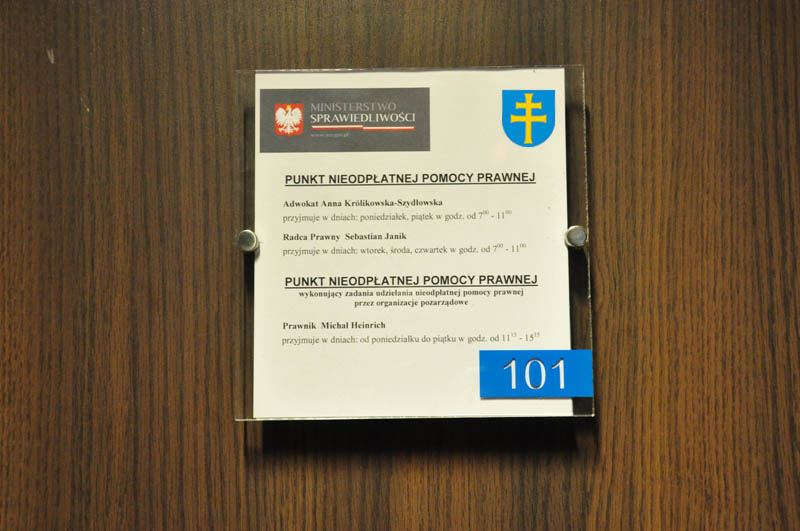 MINISTERSTWO
SPRAWIEDLIWOŚCI
PUNKT NIEODPŁATNEJ POMOCY PRAWNEJ
Adwokat Anna Królikowska-Szydłowska
przyjmuje w dniach: poniedziałek, piątek w godz. od 7⁰⁰ - 11⁰⁰
Radca Prawny Sebastian Janik
przyjmuje w dniach: wtorek, środa, czwartek w godz. od 7⁰⁰ - 11⁰⁰
PUNKT NIEODPŁATNEJ POMOCY PRAWNEJ
wykonujący zadania udzielania nieodpłatnej pomocy prawnej
przez organizacje pozarządowe
Prawnik Michał Heinrich
przyjmuje w dniach: od poniedziałku do piątku w godz. od 11¹⁵ - 15¹⁵
101